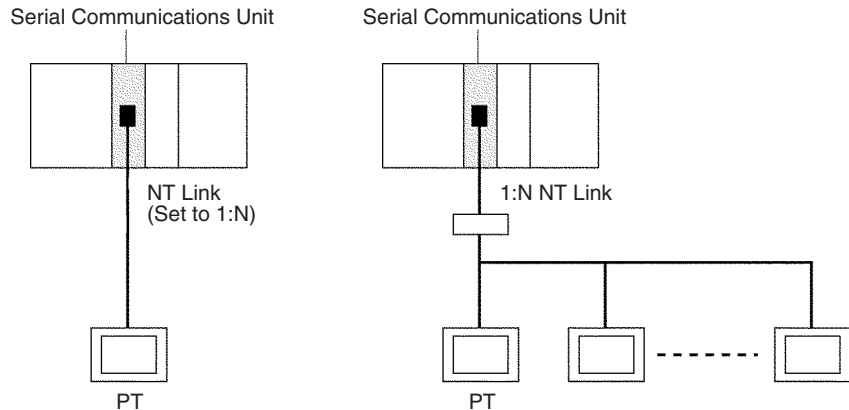 Serial Communications Unit
NT Link
(Set to 1:N)
PT
Serial Communications Unit
1:N NT Link
PT